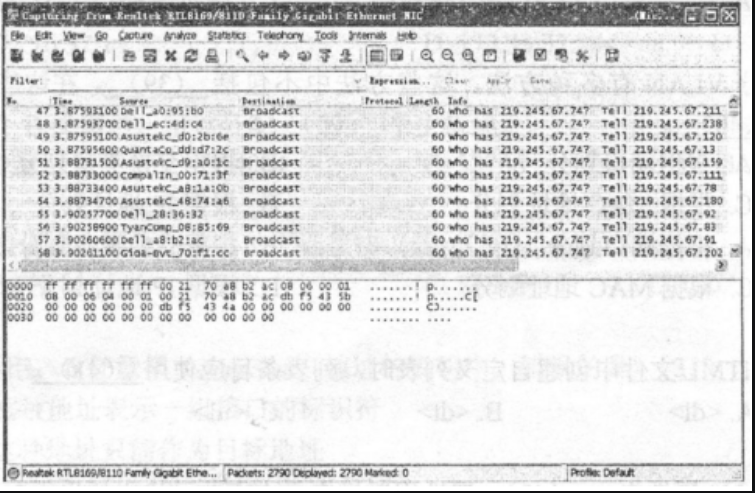 Capturing from Realtek RTL8169/8110 Family Gigabit Ethernet NIC (Mic...
File Edit View Go Capture Analyze Statistics Telephony Tools Internals Help
Filter: Expression... Clear Apply Save
No. Time Source Destination Protocol Length Info
47 3.87593100 Dell_a0:95:b0 Broadcast 60 who has 219.245.67.74? Tell 219.245.67.211
48 3.87593700 Dell_ec:4d:c4 Broadcast 60 who has 219.245.67.74? Tell 219.245.67.238
49 3.87595100 AsustekC_d0:2b:6e Broadcast 60 who has 219.245.67.74? Tell 219.245.67.120
50 3.87595600 QuantaCo_dd:d7:2c Broadcast 60 who has 219.245.67.74? Tell 219.245.67.13
51 3.88731500 AsustekC_d9:a0:1c Broadcast 60 who has 219.245.67.74? Tell 219.245.67.159
52 3.88733000 CompalIn_00:71:3f Broadcast 60 who has 219.245.67.74? Tell 219.245.67.111
53 3.88733400 AsustekC_a8:1a:0b Broadcast 60 who has 219.245.67.74? Tell 219.245.67.78
54 3.88734700 AsustekC_48:74:a6 Broadcast 60 who has 219.245.67.74? Tell 219.245.67.180
55 3.90257700 Dell_28:36:32 Broadcast 60 who has 219.245.67.74? Tell 219.245.67.92
56 3.90258900 TyanComp_08:85:69 Broadcast 60 who has 219.245.67.74? Tell 219.245.67.83
57 3.90260600 Dell_a8:b2:ac Broadcast 60 who has 219.245.67.74? Tell 219.245.67.91
58 3.90261100 Giga-Byt_70:f1:cc Broadcast 60 who has 219.245.67.74? Tell 219.245.67.202
0000 ff ff ff ff ff ff 00 21 70 a8 b2 ac 08 06 00 01 .......! p.......
0010 08 00 06 04 00 01 00 21 70 a8 b2 ac db f5 43 5b .......! p.....C[
0020 00 00 00 00 00 00 db f5 43 4a 00 00 00 00 00 00
0030 00 00 00 00 00 00 00 00 00 00 00 00
Realtek RTL8169/8110 Family Gigabit Ethe... Packets: 2790 Displayed: 2790 Marked: 0 Profile: Default